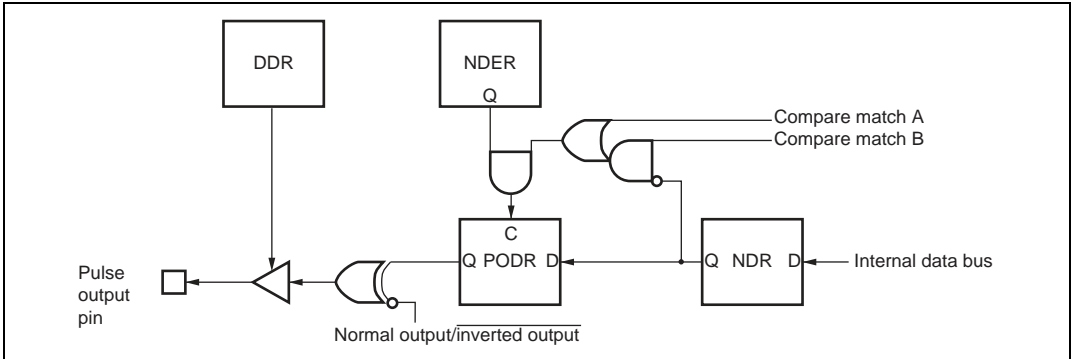 DDR
NDER
Q
Compare match A
Compare match B
C
Q PODR D
Q NDR D
Internal data bus
Pulse
output
pin
Normal output/inverted output